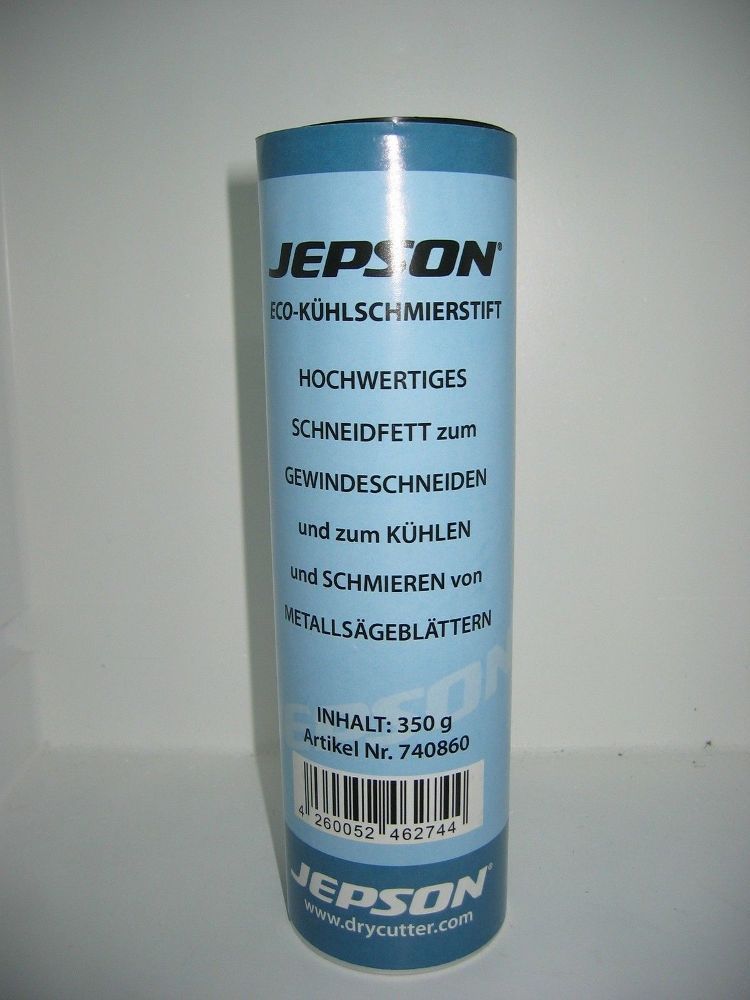 JEPSON®
ECO-KÜHLSCHMIERSTIFT
HOCHWERTIGES
SCHNEIDFETT zum
GEWINDESCHNEIDEN
und zum KÜHLEN
und SCHMIEREN von
METALLSÄGEBLÄTTERN
JEPSON
INHALT: 350 g
Artikel Nr. 740860
4 260052 462744
JEPSON®
www.drycutter.com